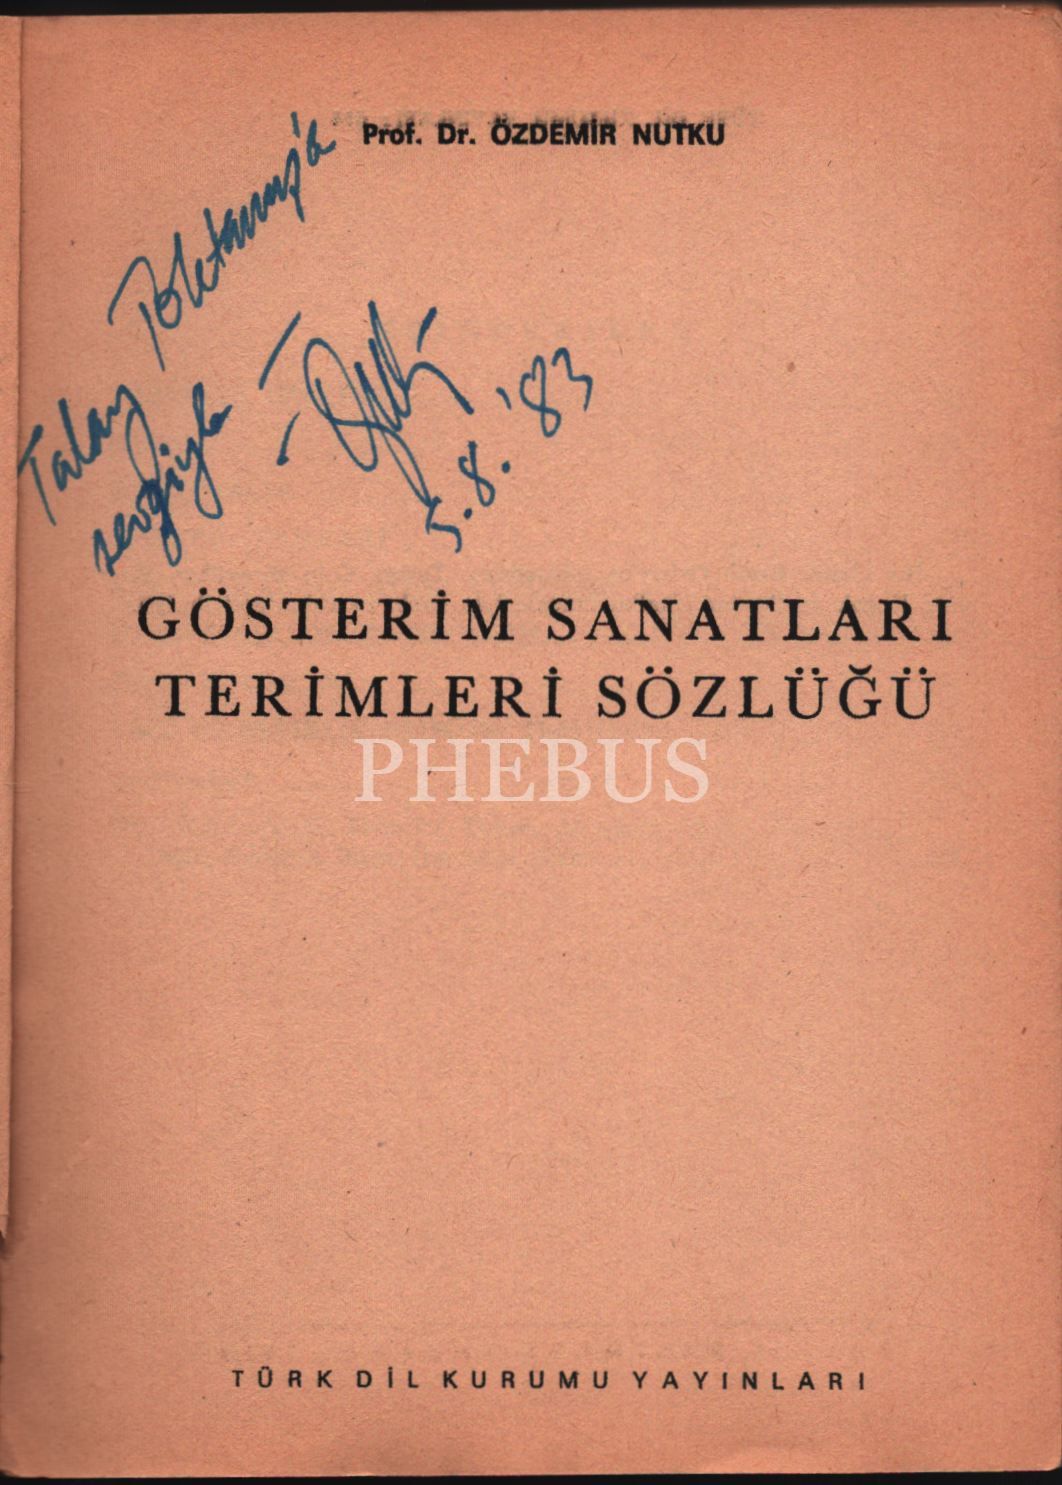 Prof. Dr. ÖZDEMİR NUTKU
Talay
sevgiyle
5.8.'83
GÖSTERİM SANATLARI
TERİMLERİ SÖZLÜĞÜ
PHEBUS
TÜRK DİL KURUMU YAYINLARI